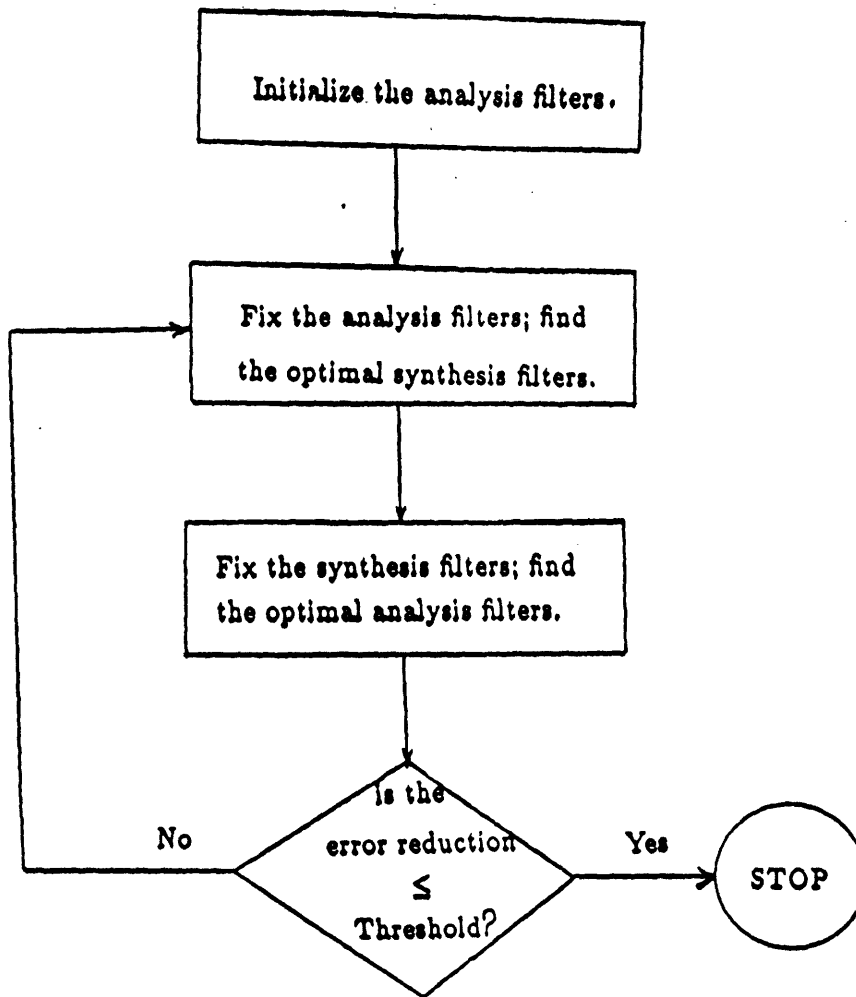 Initialize the analysis filters.
Fix the analysis filters; find
the optimal synthesis filters.
Fix the synthesis filters; find
the optimal analysis filters.
Is the
error reduction
≤
Threshold?
No
Yes
STOP